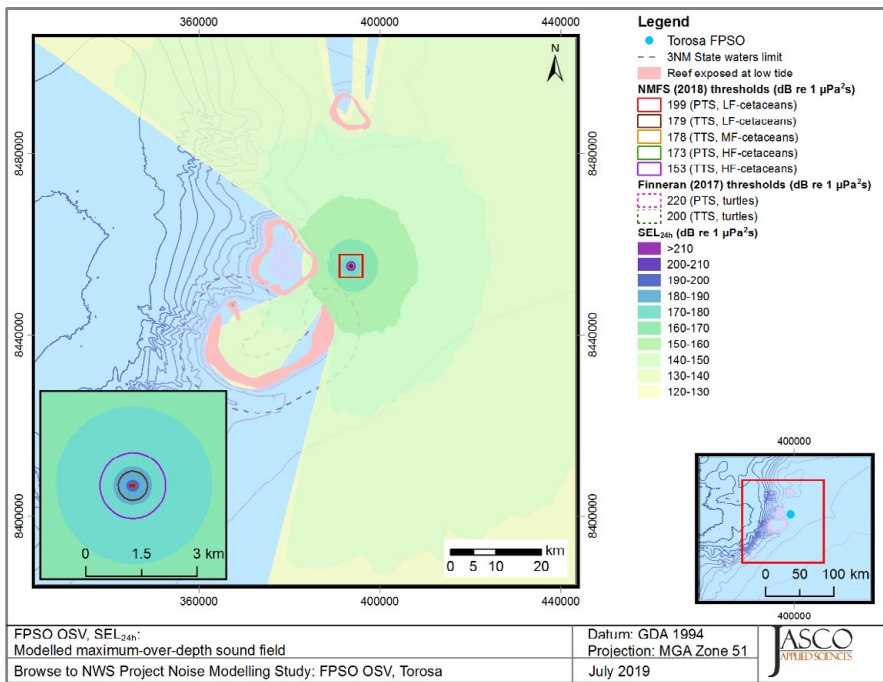 360000
400000
440000
8480000
8440000
8400000
N
0 1.5 3 km
0 5 10 20
km
360000
400000
440000
8480000
8440000
8400000
Legend
Torosa FPSO
3NM State waters limit
Reef exposed at low tide
NMFS (2018) thresholds (dB re 1 µPa²s)
199 (PTS, LF-cetaceans)
179 (TTS, LF-cetaceans)
178 (TTS, MF-cetaceans)
173 (PTS, HF-cetaceans)
153 (TTS, HF-cetaceans)
Finneran (2017) thresholds (dB re 1 µPa²s)
220 (PTS, turtles)
200 (TTS, turtles)
SEL24h (dB re 1 µPa²s)
>210
200-210
190-200
180-190
170-180
160-170
150-160
140-150
130-140
120-130
400000
0 50 100 km
8400000
8400000
400000
FPSO OSV, SEL24h:
Modelled maximum-over-depth sound field
Browse to NWS Project Noise Modelling Study: FPSO OSV, Torosa
Datum: GDA 1994
Projection: MGA Zone 51
July 2019
JASCO
APPLIED SCIENCES